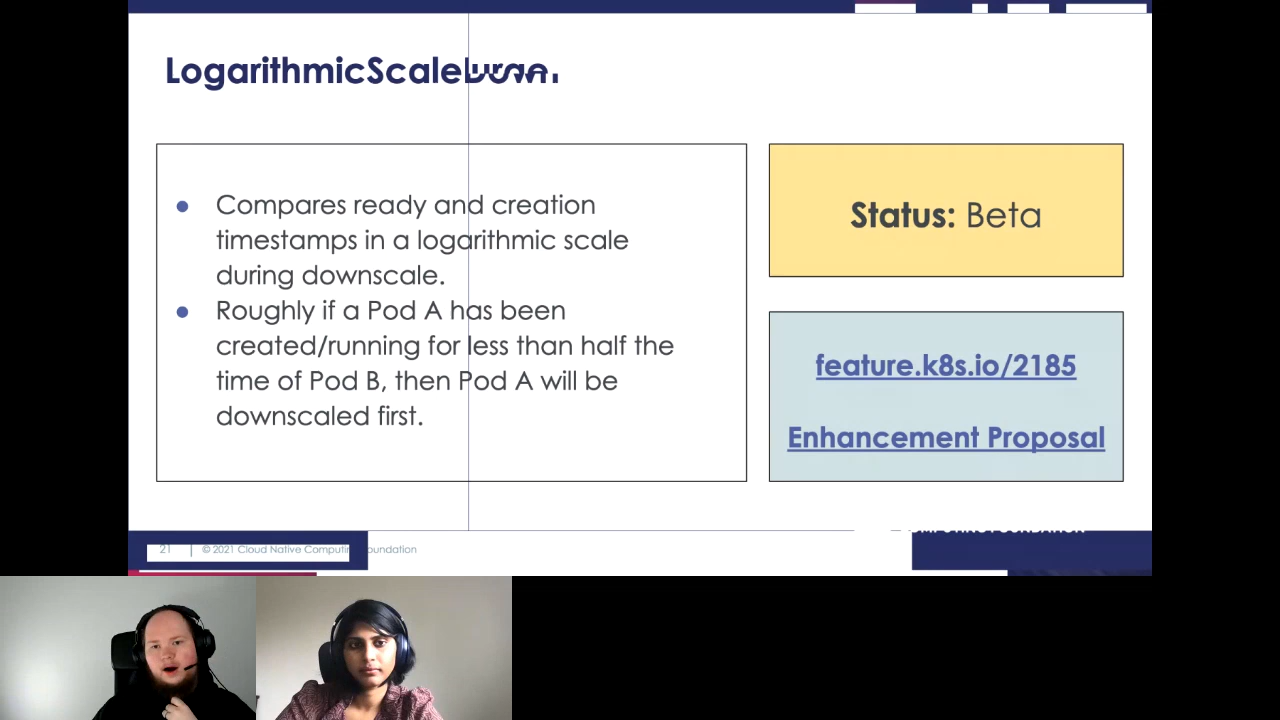 LogarithmicScale
● Compares ready and creation
timestamps in a logarithmic scale
during downscale.
● Roughly if a Pod A has been
created/running for less than half the
time of Pod B, then Pod A will be
downscaled first.
Status: Beta
feature.k8s.io/2185
Enhancement Proposal
21 | © 2021 Cloud Native Computing Foundation